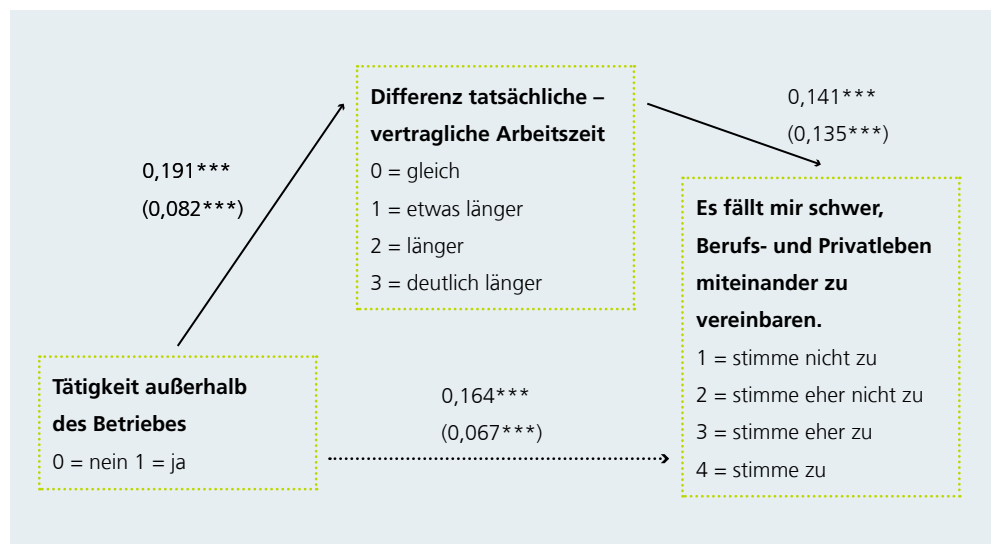 Differenz tatsächliche –
vertragliche Arbeitszeit
0 = gleich
1 = etwas länger
2 = länger
3 = deutlich länger
0,141***
(0,135***)
0,191***
(0,082***)
Es fällt mir schwer,
Berufs- und Privatleben
miteinander zu
vereinbaren.
1 = stimme nicht zu
2 = stimme eher nicht zu
3 = stimme eher zu
4 = stimme zu
Tätigkeit außerhalb
des Betriebes
0 = nein 1 = ja
0,164***
(0,067***)